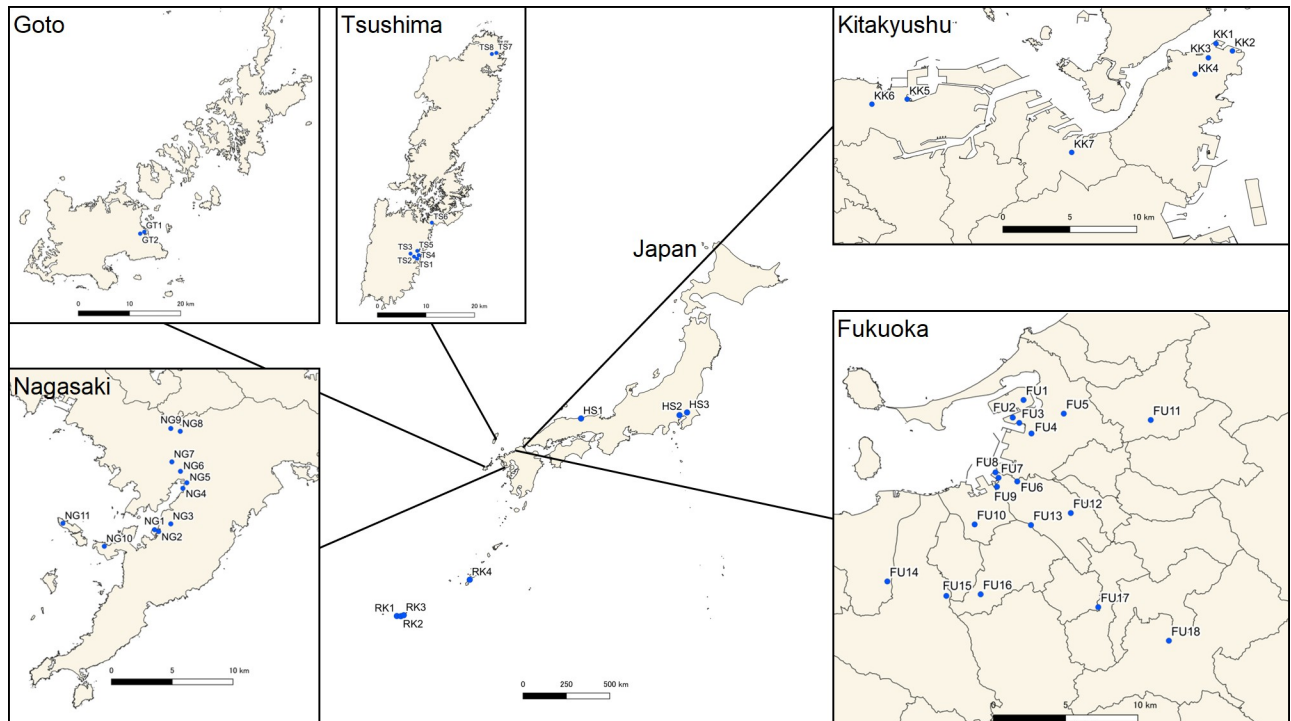 Goto
GT1
GT2
0 10 20 km
Tsushima
TS8 TS7
TS6
TS5
TS3
TS4
TS2
TS1
0 10 20 km
Kitakyushu
KK1
KK2
KK3
KK4
KK5
KK6
KK7
0 5 10 km
Japan
HS1
HS2
HS3
RK4
RK1 RK3
RK2
0 250 500 km
Nagasaki
NG9
NG8
NG7
NG6
NG5
NG4
NG3
NG1
NG2
NG11
NG10
0 5 10 km
Fukuoka
FU1
FU2
FU3
FU5
FU11
FU4
FU8
FU7
FU6
FU9
FU12
FU10
FU13
FU14
FU15
FU16
FU17
FU18
0 5 10 km